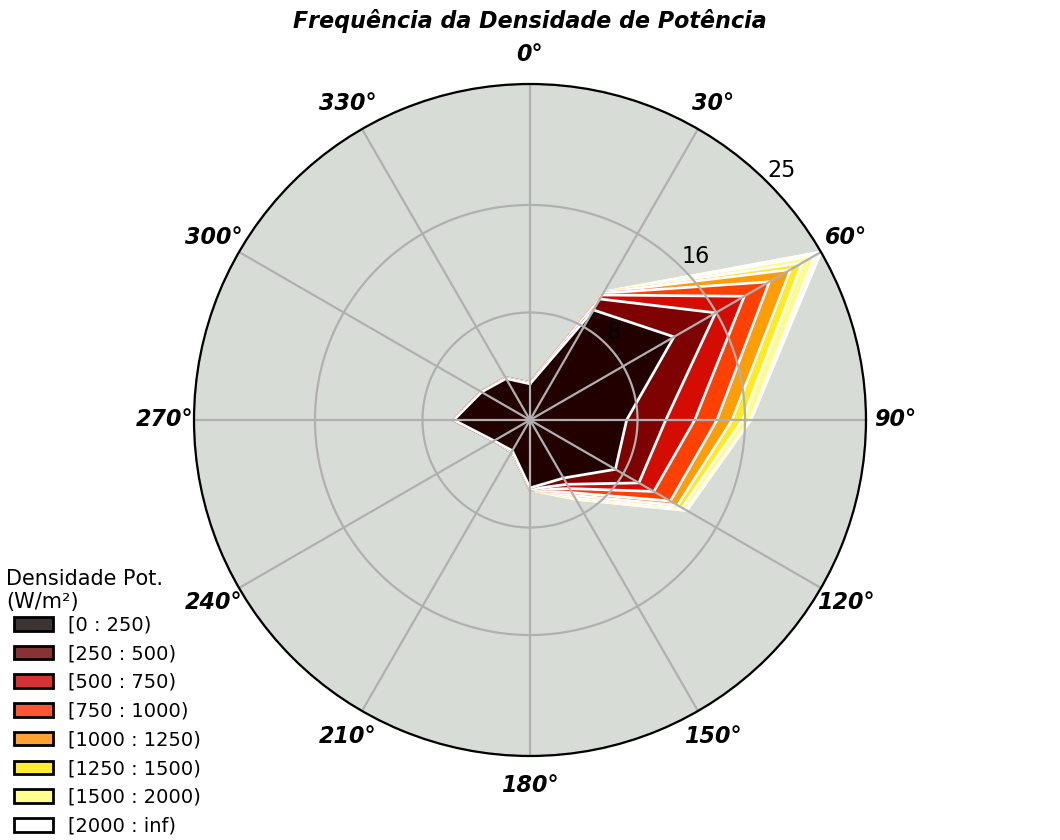 Frequência da Densidade de Potência
0°
330°
30°
25
300°
60°
16
8
270°
90°
240°
120°
210°
150°
180°
Densidade Pot.
(W/m²)
[0 : 250)
[250 : 500)
[500 : 750)
[750 : 1000)
[1000 : 1250)
[1250 : 1500)
[1500 : 2000)
[2000 : inf)